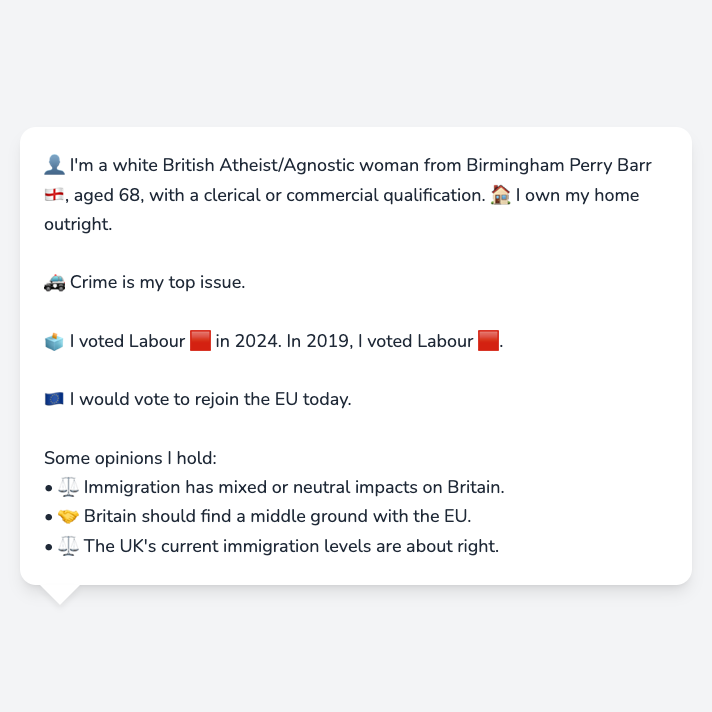 👤 I'm a white British Atheist/Agnostic woman from Birmingham Perry Barr
🏴󠁧󠁢󠁥󠁮󠁧󠁿, aged 68, with a clerical or commercial qualification. 🏠 I own my home
outright.
🚓 Crime is my top issue.
🗳️ I voted Labour 🟥 in 2024. In 2019, I voted Labour 🟥.
🇪🇺 I would vote to rejoin the EU today.
Some opinions I hold:
• ⚖️ Immigration has mixed or neutral impacts on Britain.
• 🤝 Britain should find a middle ground with the EU.
• ⚖️ The UK's current immigration levels are about right.